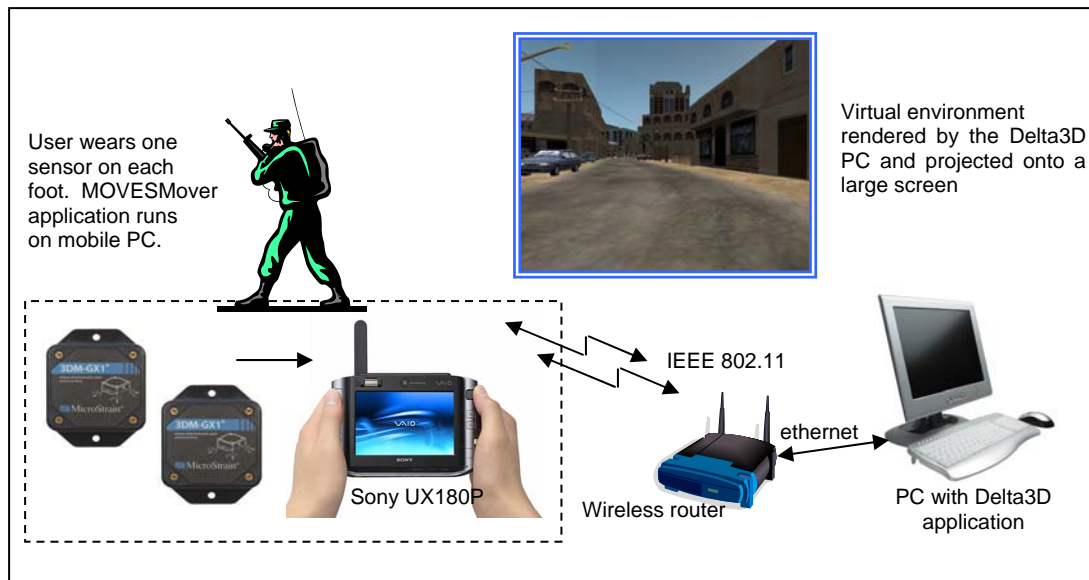 User wears one
sensor on each
foot. MOVESMover
application runs
on mobile PC.
Virtual environment
rendered by the Delta3D
PC and projected onto a
large screen
3DM-GX1
MicroStrain
3DM-GX1
MicroStrain
VAIO
VAIO
SONY
Sony UX180P
IEEE 802.11
ethernet
Wireless router
PC with Delta3D
application